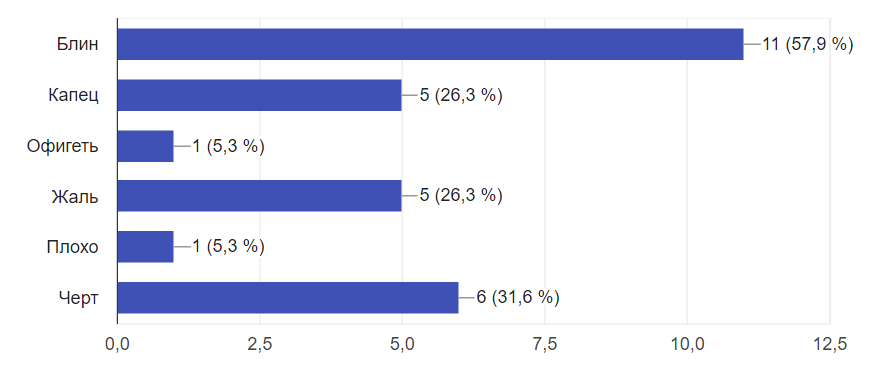 Блин 11 (57,9 %)
Капец 5 (26,3 %)
Офигеть 1 (5,3 %)
Жаль 5 (26,3 %)
Плохо 1 (5,3 %)
Черт 6 (31,6 %)
0,0 2,5 5,0 7,5 10,0 12,5